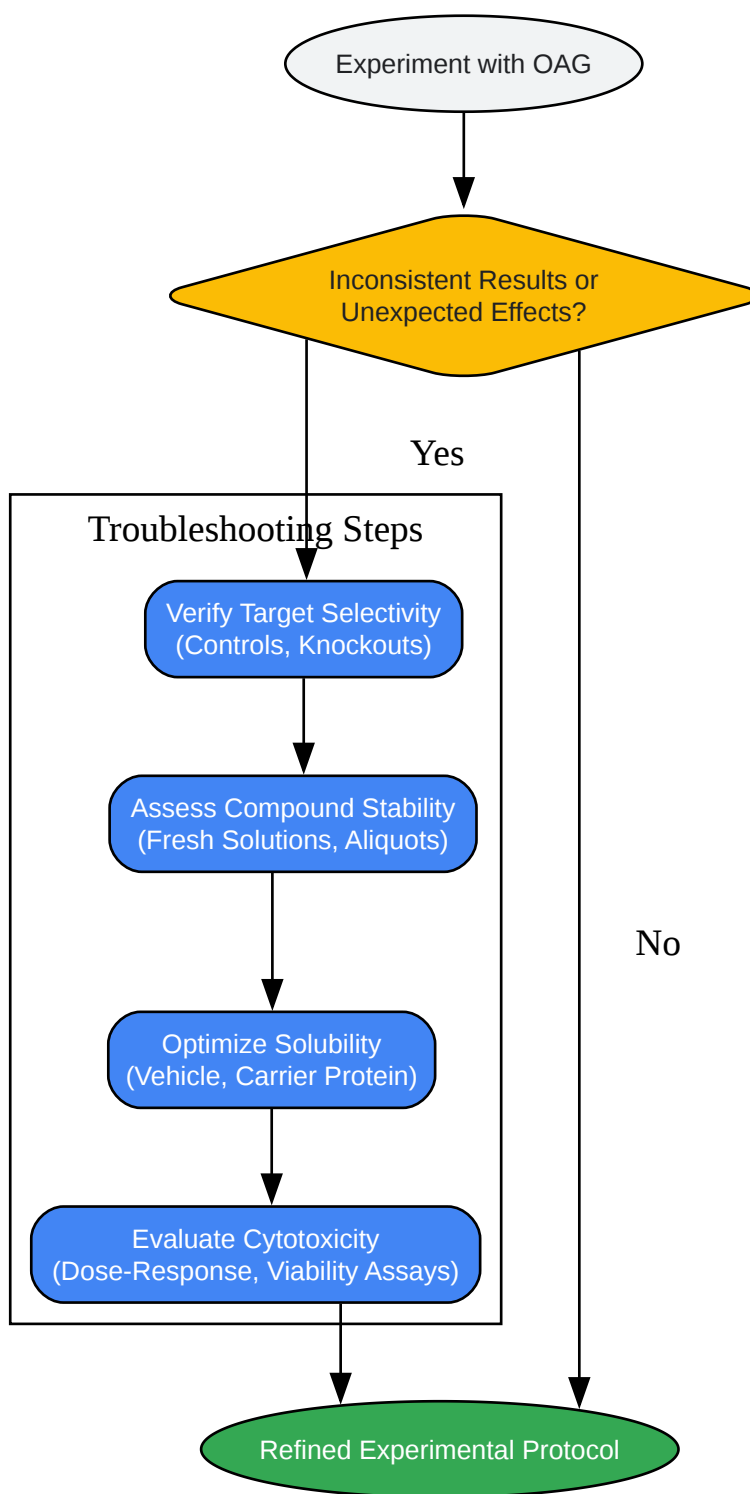 Experiment with OAG
Inconsistent Results or
Unexpected Effects?
Yes
Troubleshooting Steps
Verify Target Selectivity
(Controls, Knockouts)
Assess Compound Stability
(Fresh Solutions, Aliquots)
No
Optimize Solubility
(Vehicle, Carrier Protein)
Evaluate Cytotoxicity
(Dose-Response, Viability Assays)
Refined Experimental Protocol